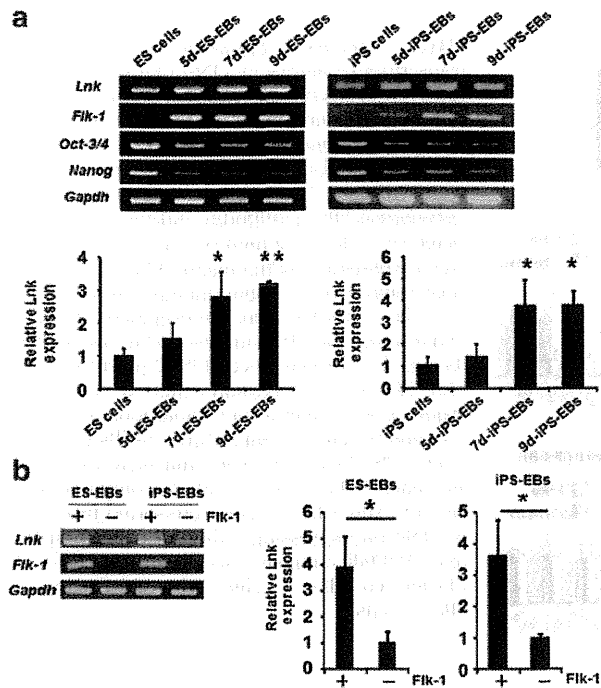 a
ES cells 5d-ES-EBs 7d-ES-EBs 9d-ES-EBs iPS cells 5d-iPS-EBs 7d-iPS-EBs 9d-iPS-EBs
Lnk
Flk-1
Oct-3/4
Nanog
Gapdh
Relative Lnk expression
4
3
2
1
0
* **
ES cells 5d-ES-EBs 7d-ES-EBs 9d-ES-EBs
Relative Lnk expression
6
5
4
3
2
1
0
* *
iPS cells 5d-iPS-EBs 7d-iPS-EBs 9d-iPS-EBs
b
ES-EBs iPS-EBs
+ − + − Flk-1
Lnk
Flk-1
Gapdh
ES-EBs
*
Relative Lnk expression
6
5
4
3
2
1
0
+ − Flk-1
iPS-EBs
*
5
4
3
2
1
0
+ − Flk-1